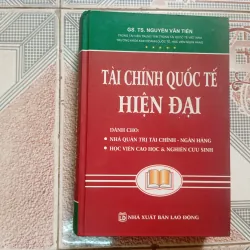 GS. TS. NGUYỄN VĂN TIẾN
TÀI CHÍNH QUỐC TẾ
HIỆN ĐẠI
DÀNH CHO:
NHÀ QUẢN TRỊ TÀI CHÍNH - NGÂN HÀNG
HỌC VIÊN CAO HỌC & NGHIÊN CỨU SINH
NHÀ XUẤT BẢN LAO ĐỘNG